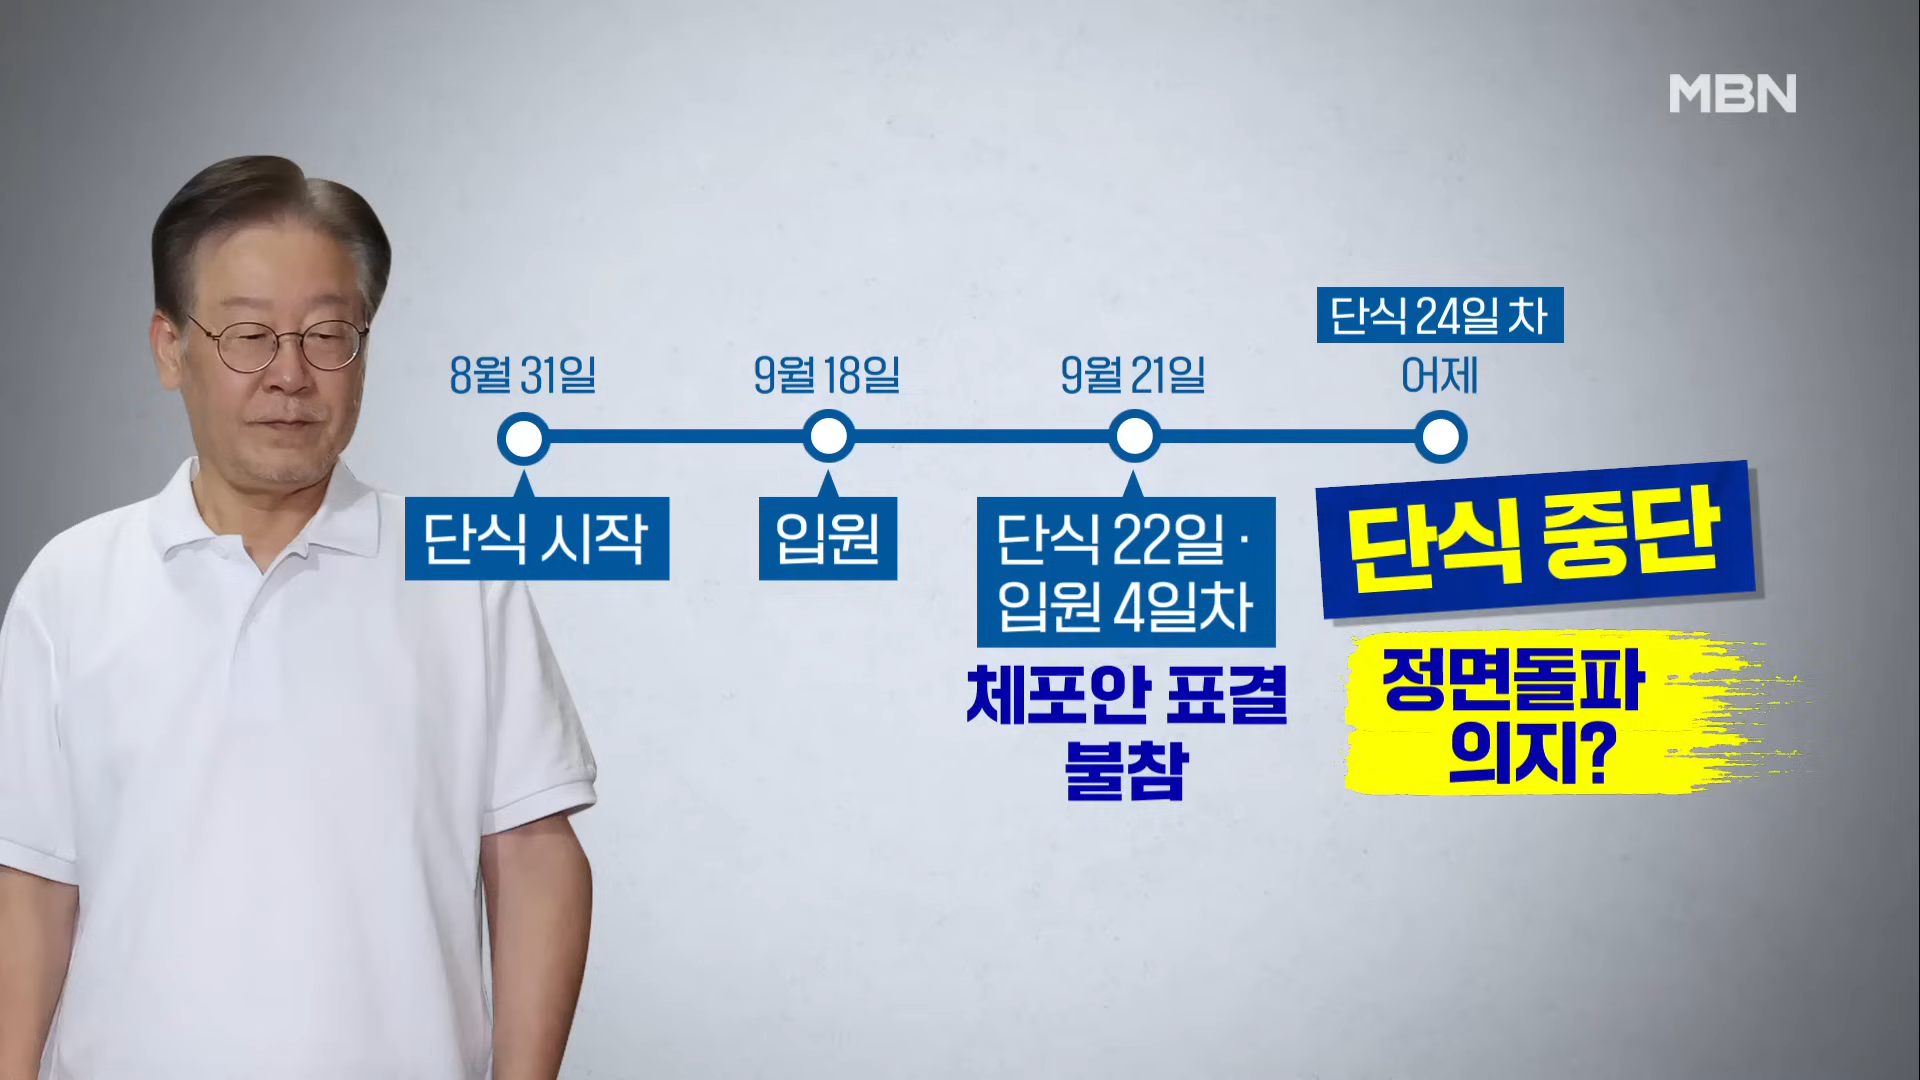 MBN
단식 24일 차
8월 31일
9월 18일
9월 21일
어제
단식 시작
입원
단식 22일·
입원 4일차
체포안 표결
불참
단식 중단
정면돌파
의지?